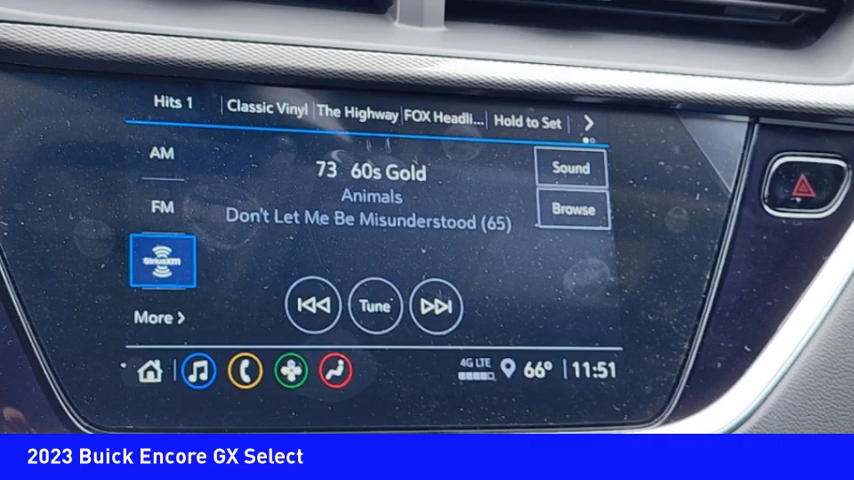 Hits 1 Classic Vinyl The Highway FOX Headli... Hold to Set
AM
73 60s Gold
Sound
Animals
FM
Don't Let Me Be Misunderstood (65)
Browse
SiriusXM
Tune
More
4G LTE
66° 11:51
2023 Buick Encore GX Select